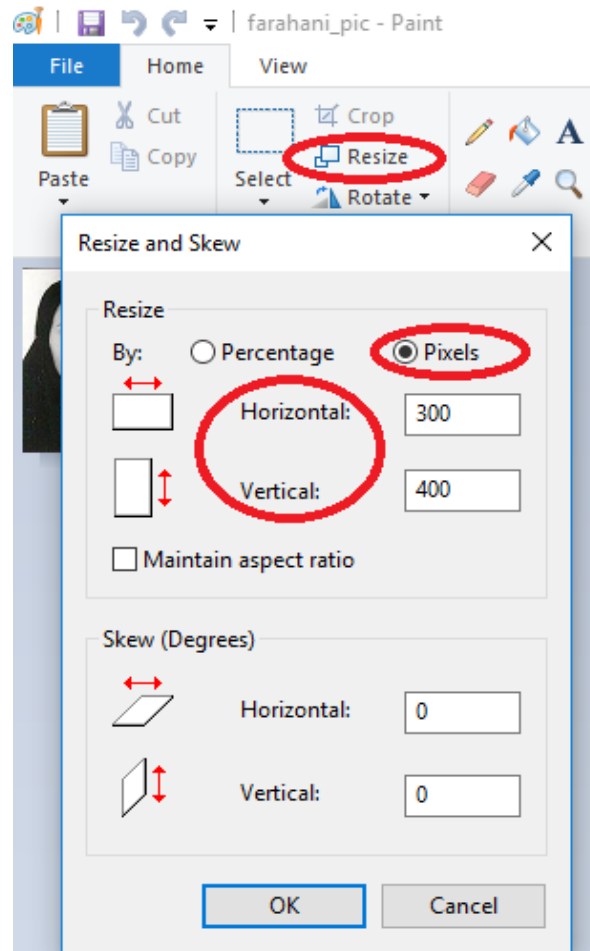 farahani_pic - Paint
File Home View
Cut
Crop
Copy
Resize
Paste
Select
Rotate
A
Resize and Skew
Resize
By: Percentage Pixels
Horizontal: 300
Vertical: 400
Maintain aspect ratio
Skew (Degrees)
Horizontal: 0
Vertical: 0
OK Cancel